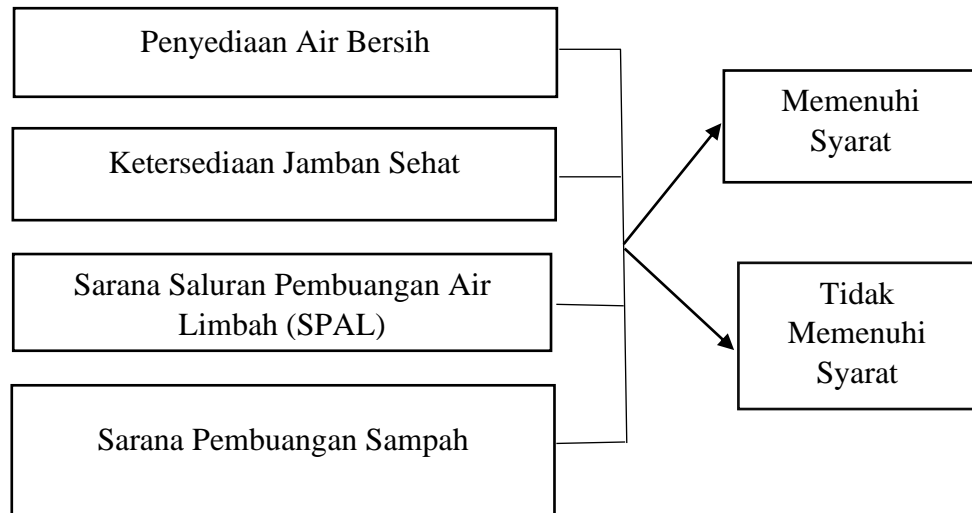 Penyediaan Air Bersih
Ketersediaan Jamban Sehat
Sarana Saluran Pembuangan Air
Limbah (SPAL)
Sarana Pembuangan Sampah
Memenuhi
Syarat
Tidak
Memenuhi
Syarat